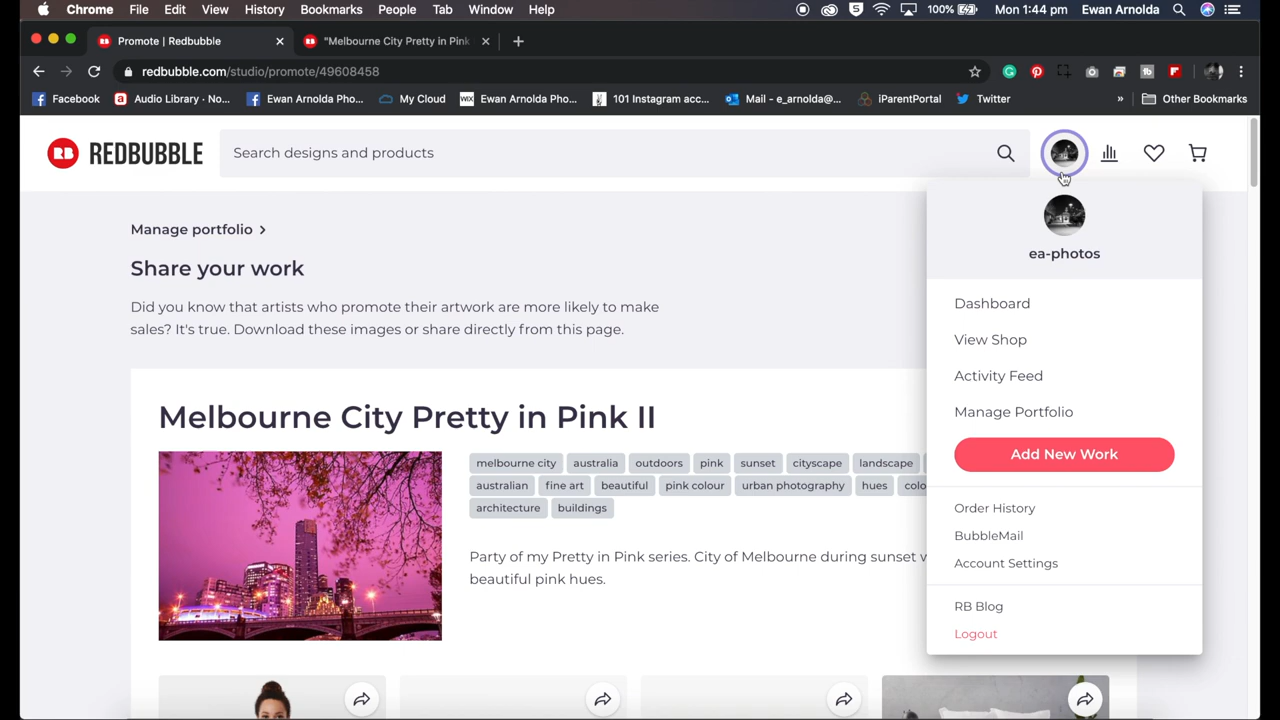 Chrome File Edit View History Bookmarks People Tab Window Help 5 100% Mon 1:44 pm Ewan Arnolda
Promote | Redbubble "Melbourne City Pretty in Pink
redbubble.com/studio/promote/49608458
Facebook Audio Library · No... Ewan Arnolda Pho... My Cloud WIX Ewan Arnolda Pho... 101 Instagram acc... Mail - e_arnolda@... iParentPortal Twitter » Other Bookmarks
RB REDBUBBLE Search designs and products
Manage portfolio >
Share your work
Did you know that artists who promote their artwork are more likely to make
sales? It's true. Download these images or share directly from this page.
Melbourne City Pretty in Pink II
melbourne city australia outdoors pink sunset cityscape landscape
australian fine art beautiful pink colour urban photography hues colo
architecture buildings
Party of my Pretty in Pink series. City of Melbourne during sunset w
beautiful pink hues.
ea-photos
Dashboard
View Shop
Activity Feed
Manage Portfolio
Add New Work
Order History
BubbleMail
Account Settings
RB Blog
Logout